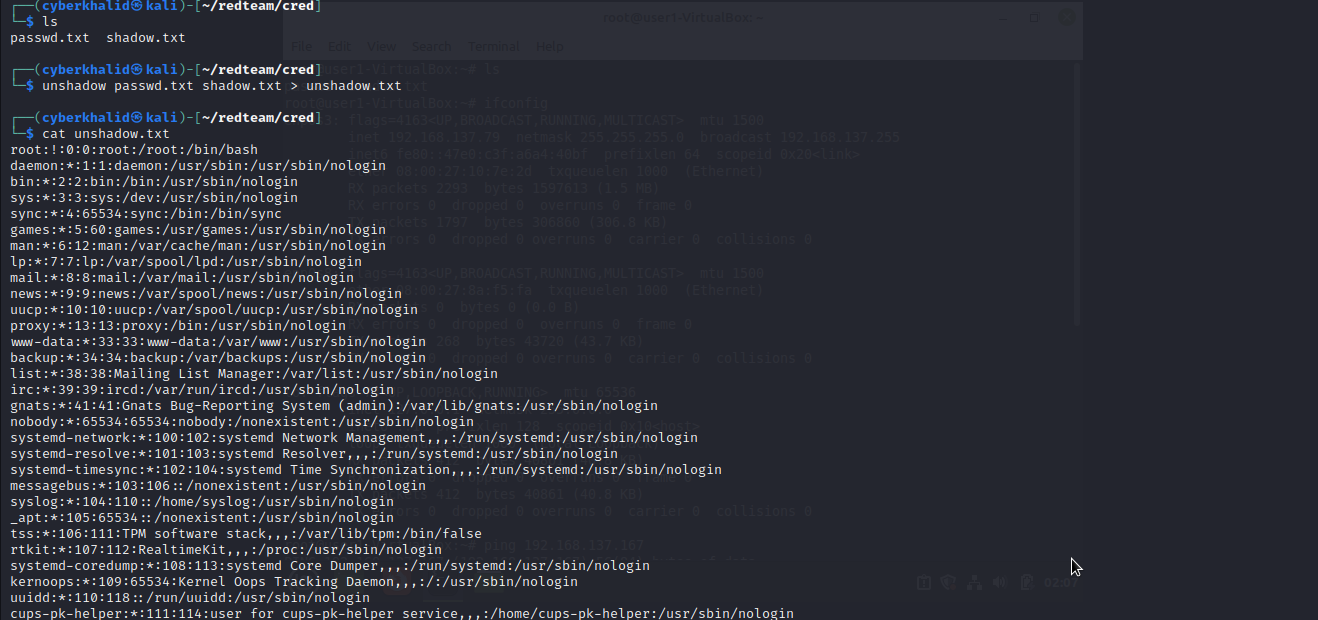 ┌──(cyberkhalid㉿kali)-[~/redteam/cred]
└─$ ls
passwd.txt  shadow.txt
┌──(cyberkhalid㉿kali)-[~/redteam/cred]
└─$ unshadow passwd.txt shadow.txt > unshadow.txt
┌──(cyberkhalid㉿kali)-[~/redteam/cred]
└─$ cat unshadow.txt
root:!:0:0:root:/root:/bin/bash
daemon:*:1:1:daemon:/usr/sbin:/usr/sbin/nologin
bin:*:2:2:bin:/bin:/usr/sbin/nologin
sys:*:3:3:sys:/dev:/usr/sbin/nologin
sync:*:4:65534:sync:/bin:/bin/sync
games:*:5:60:games:/usr/games:/usr/sbin/nologin
man:*:6:12:man:/var/cache/man:/usr/sbin/nologin
lp:*:7:7:lp:/var/spool/lpd:/usr/sbin/nologin
mail:*:8:8:mail:/var/mail:/usr/sbin/nologin
news:*:9:9:news:/var/spool/news:/usr/sbin/nologin
uucp:*:10:10:uucp:/var/spool/uucp:/usr/sbin/nologin
proxy:*:13:13:proxy:/bin:/usr/sbin/nologin
www-data:*:33:33:www-data:/var/www:/usr/sbin/nologin
backup:*:34:34:backup:/var/backups:/usr/sbin/nologin
list:*:38:38:Mailing List Manager:/var/list:/usr/sbin/nologin
irc:*:39:39:ircd:/var/run/ircd:/usr/sbin/nologin
gnats:*:41:41:Gnats Bug-Reporting System (admin):/var/lib/gnats:/usr/sbin/nologin
nobody:*:65534:65534:nobody:/nonexistent:/usr/sbin/nologin
systemd-network:*:100:102:systemd Network Management,,,:/run/systemd:/usr/sbin/nologin
systemd-resolve:*:101:103:systemd Resolver,,,:/run/systemd:/usr/sbin/nologin
systemd-timesync:*:102:104:systemd Time Synchronization,,,:/run/systemd:/usr/sbin/nologin
messagebus:*:103:106::/nonexistent:/usr/sbin/nologin
syslog:*:104:110::/home/syslog:/usr/sbin/nologin
_apt:*:105:65534::/nonexistent:/usr/sbin/nologin
tss:*:106:111:TPM software stack,,,:/var/lib/tpm:/bin/false
rtkit:*:107:112:RealtimeKit,,,:/proc:/usr/sbin/nologin
systemd-coredump:*:108:113:systemd Core Dumper,,,:/run/systemd:/usr/sbin/nologin
kernoops:*:109:65534:Kernel Oops Tracking Daemon,,,:/:/usr/sbin/nologin
uuidd:*:110:118::/run/uuidd:/usr/sbin/nologin
cups-pk-helper:*:111:114:user for cups-pk-helper service,,,:/home/cups-pk-helper:/usr/sbin/nologin
root@user1-VirtualBox: ~
File  Edit  View  Search  Terminal  Help